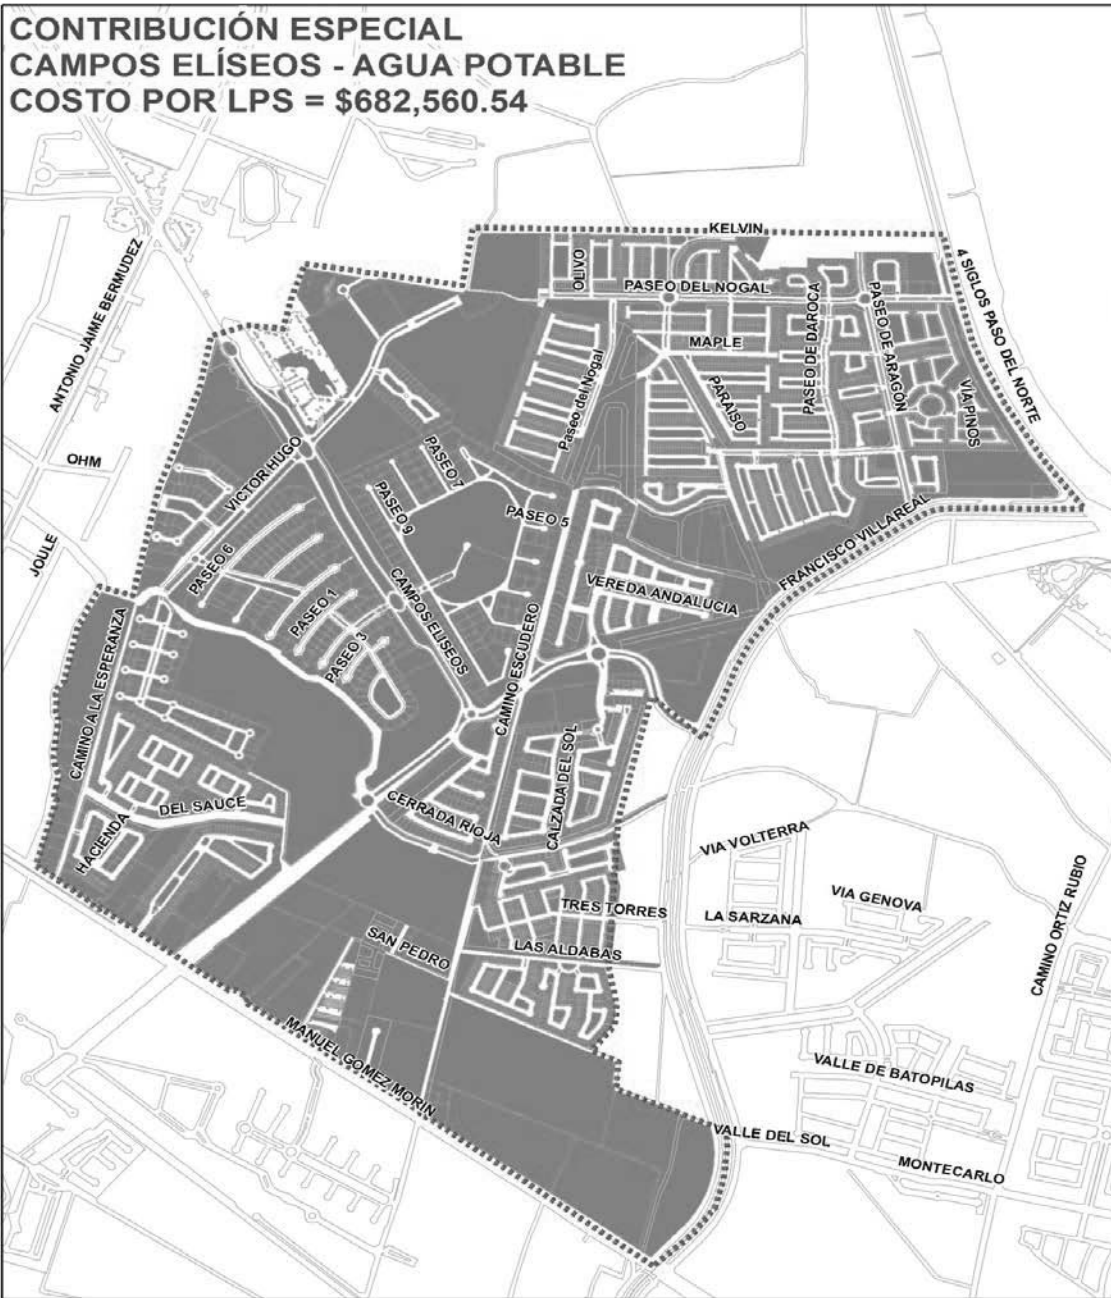 CONTRIBUCIÓN ESPECIAL
CAMPOS ELÍSEOS - AGUA POTABLE
COSTO POR LPS = $682,560.54
KELVIN
ANTONIO JAIME BERMUDEZ
OLIVO
PASEO DEL NOGAL
4 SIGLOS PASO DEL NORTE
PASEO DE DAROCA
PASEO DE ARAGON
MAPLE
Paseo del Nogal
PARAISO
VIA PINOS
OHM
VICTOR HUGO
PASEO 7
PASEO 9
PASEO 5
JOULE
PASEO 6
FRANCISCO VILLAREAL
VEREDA ANDALUCIA
PASEO 1
CAMPOS ELISEOS
PASEO 3
CAMINO A LA ESPERANZA
CAMINO ESCUDERO
CALZADA DEL SOL
DEL SAUCE
HACIENDA
CERRADA RIOJA
VIA VOLTERRA
VIA GENOVA
TRES TORRES
LA SARZANA
CAMINO ORTIZ RUBIO
SAN PEDRO
LAS ALDABAS
MANUEL GOMEZ MORIN
VALLE DE BATOPILAS
VALLE DEL SOL
MONTECARLO